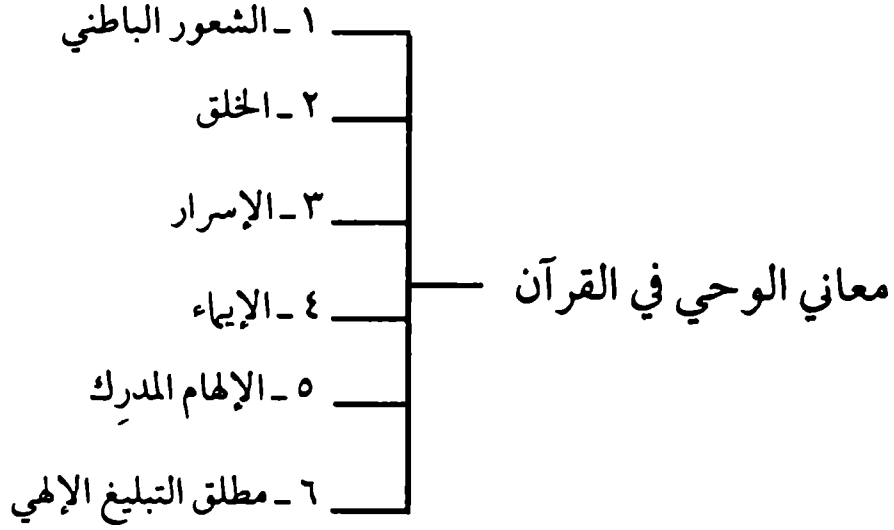 معاني الوحي في القرآن
١ ـ الشعور الباطني
٢ ـ الخلق
٣ ـ الإسرار
٤ ـ الإيماء
٥ ـ الإلهام المدرِك
٦ ـ مطلق التبليغ الإلهي